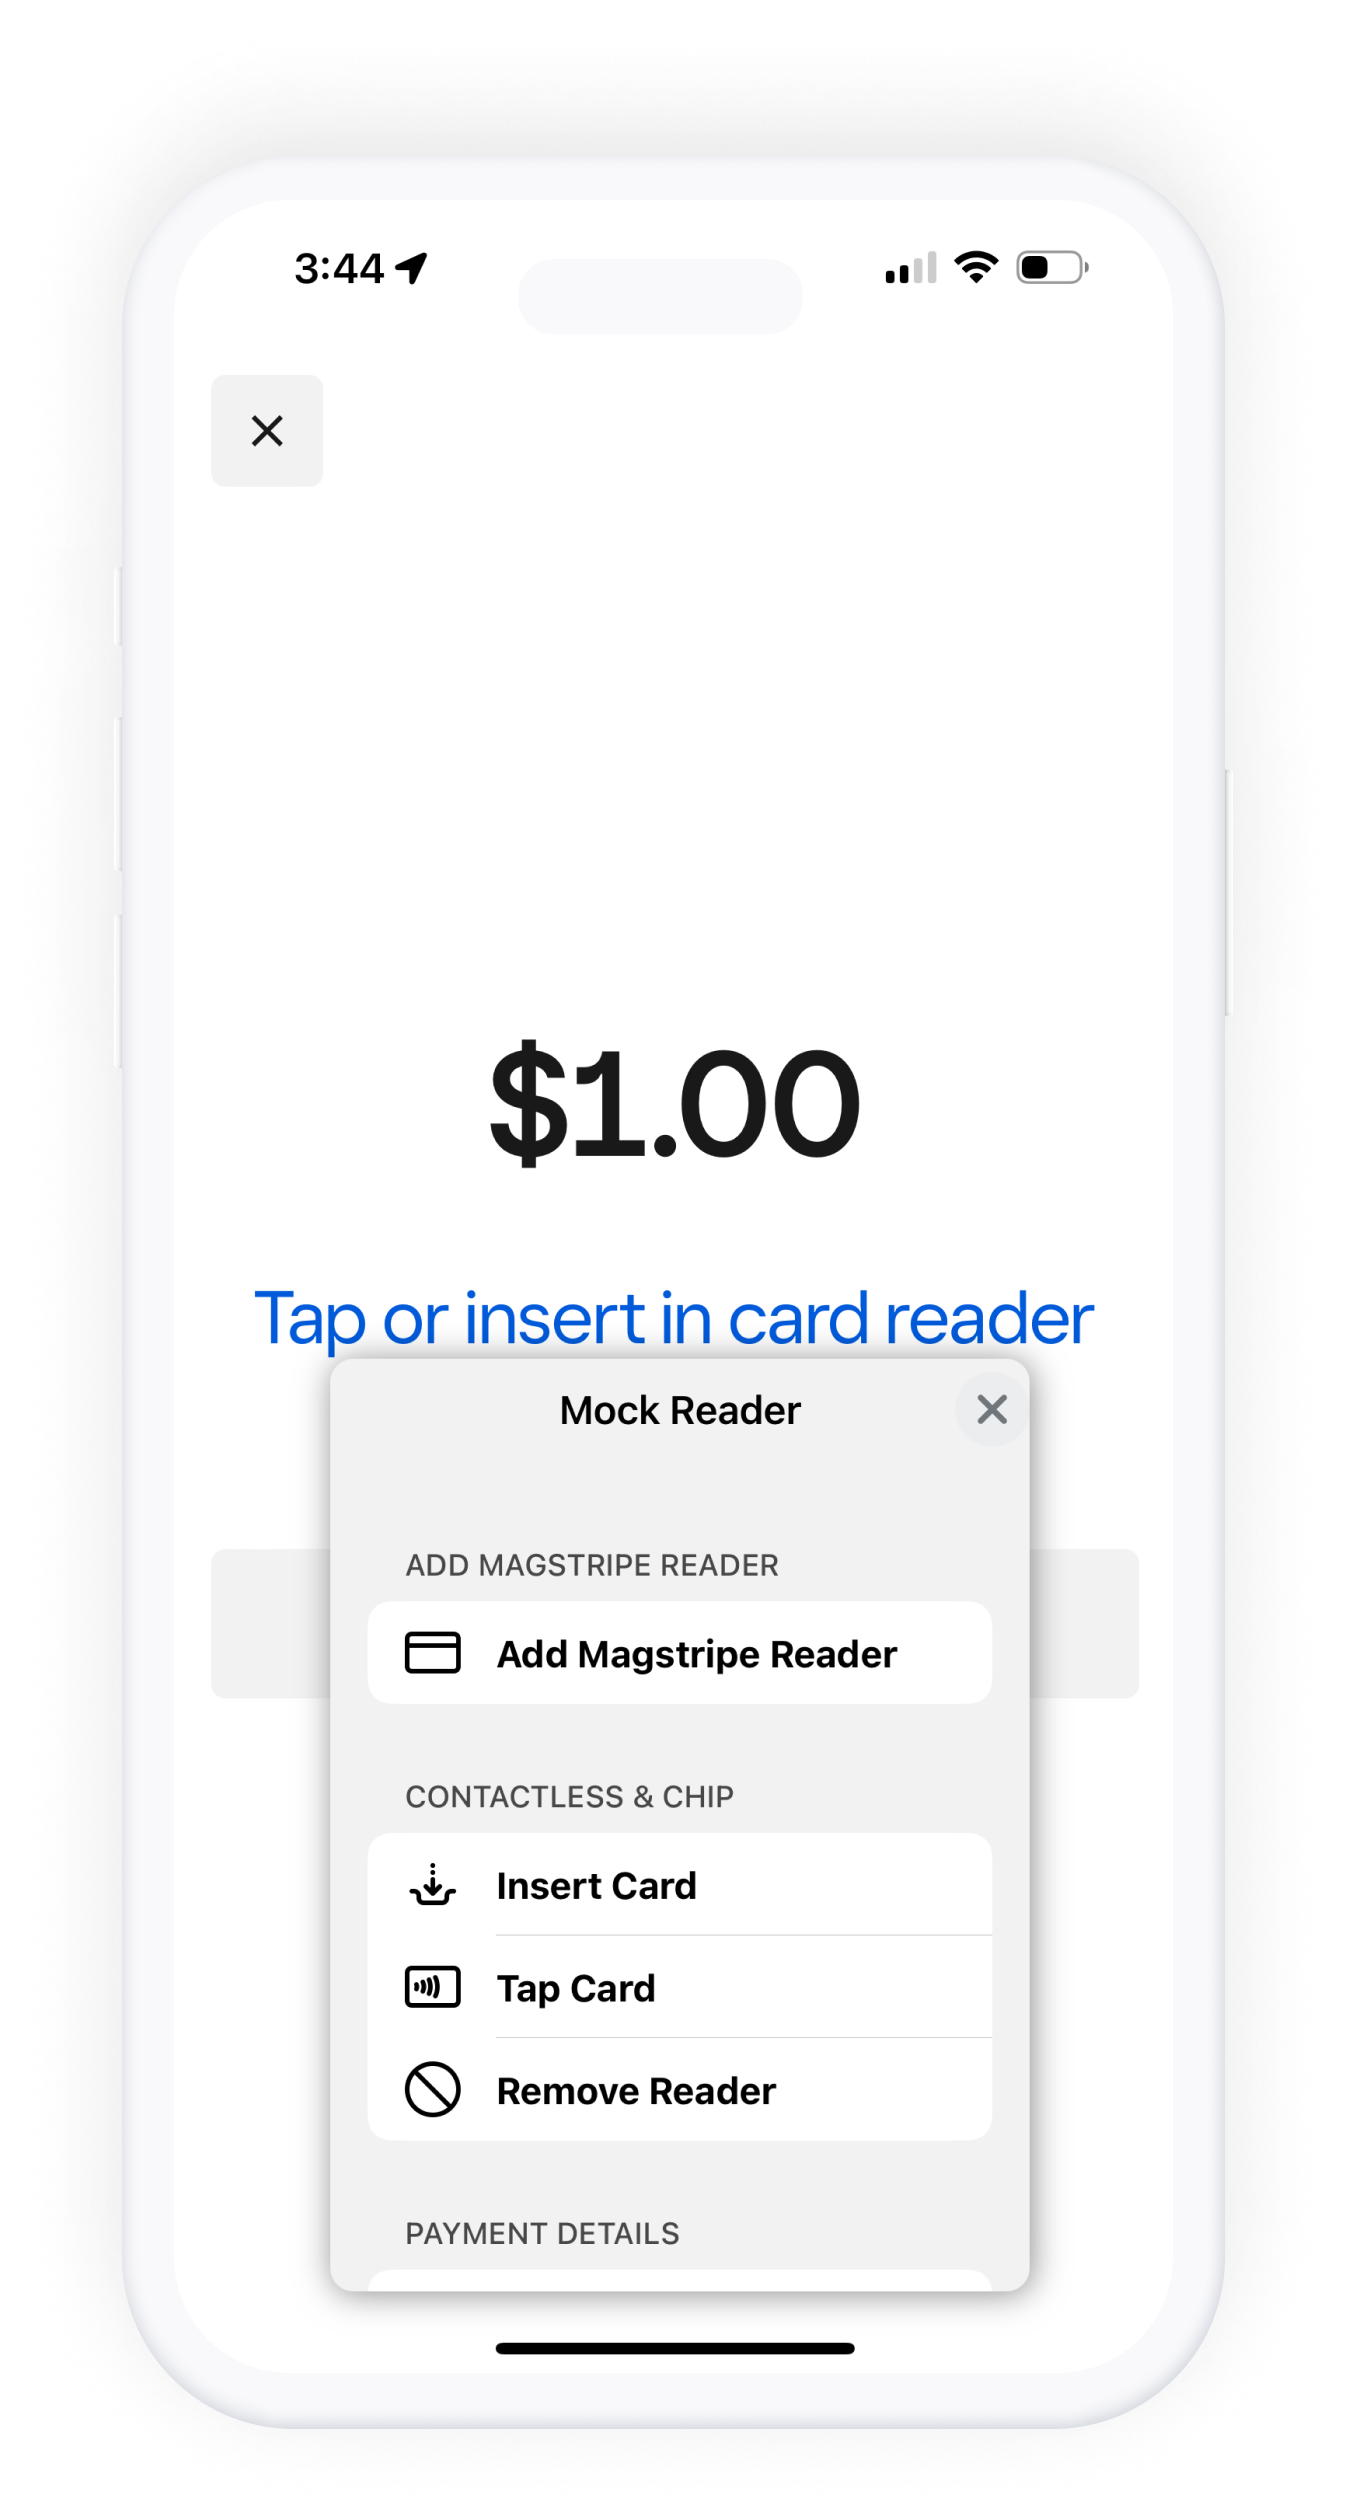 3:44
$1.00
Tap or insert in card reader
Mock Reader
ADD MAGSTRIPE READER
Add Magstripe Reader
CONTACTLESS & CHIP
Insert Card
Tap Card
Remove Reader
PAYMENT DETAILS